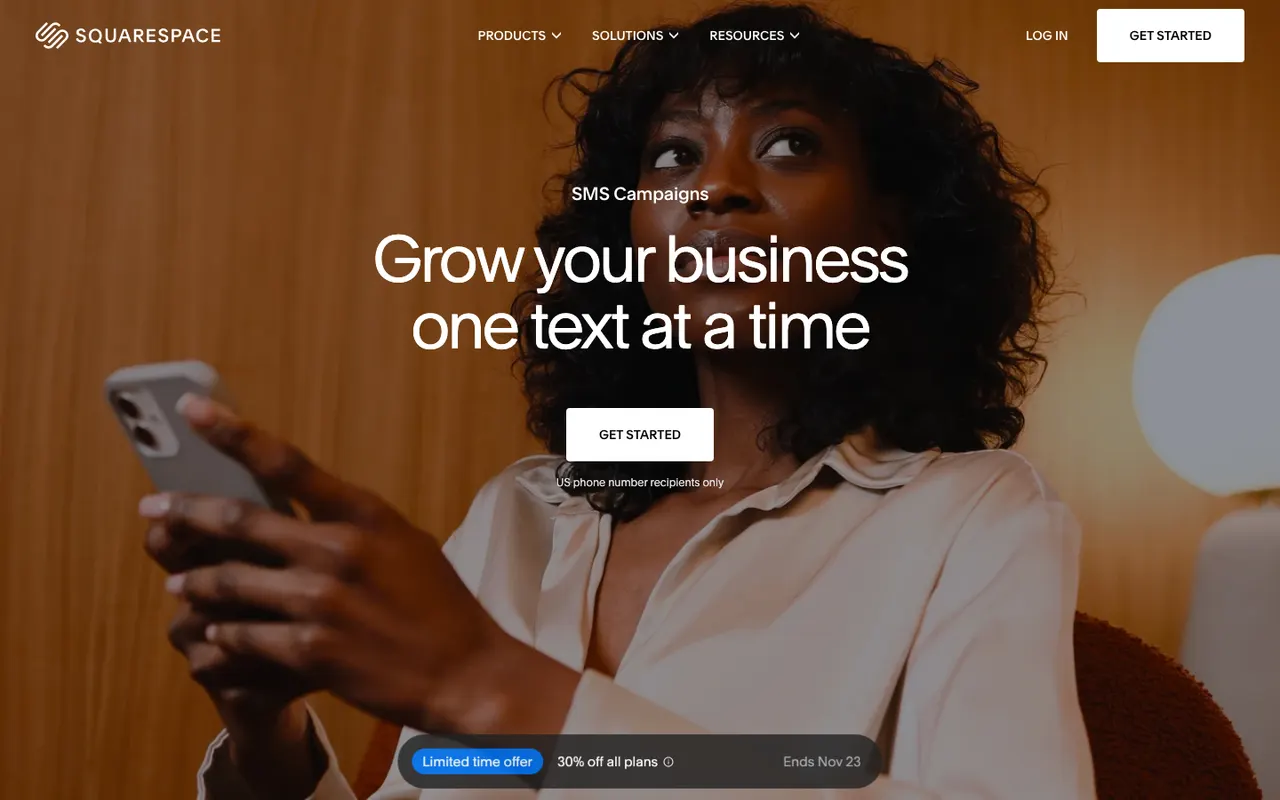 SQUARESPACE
PRODUCTS
SOLUTIONS
RESOURCES
LOG IN
GET STARTED
SMS Campaigns
Grow your business
one text at a time
GET STARTED
US phone number recipients only
Limited time offer
30% off all plans
Ends Nov 23